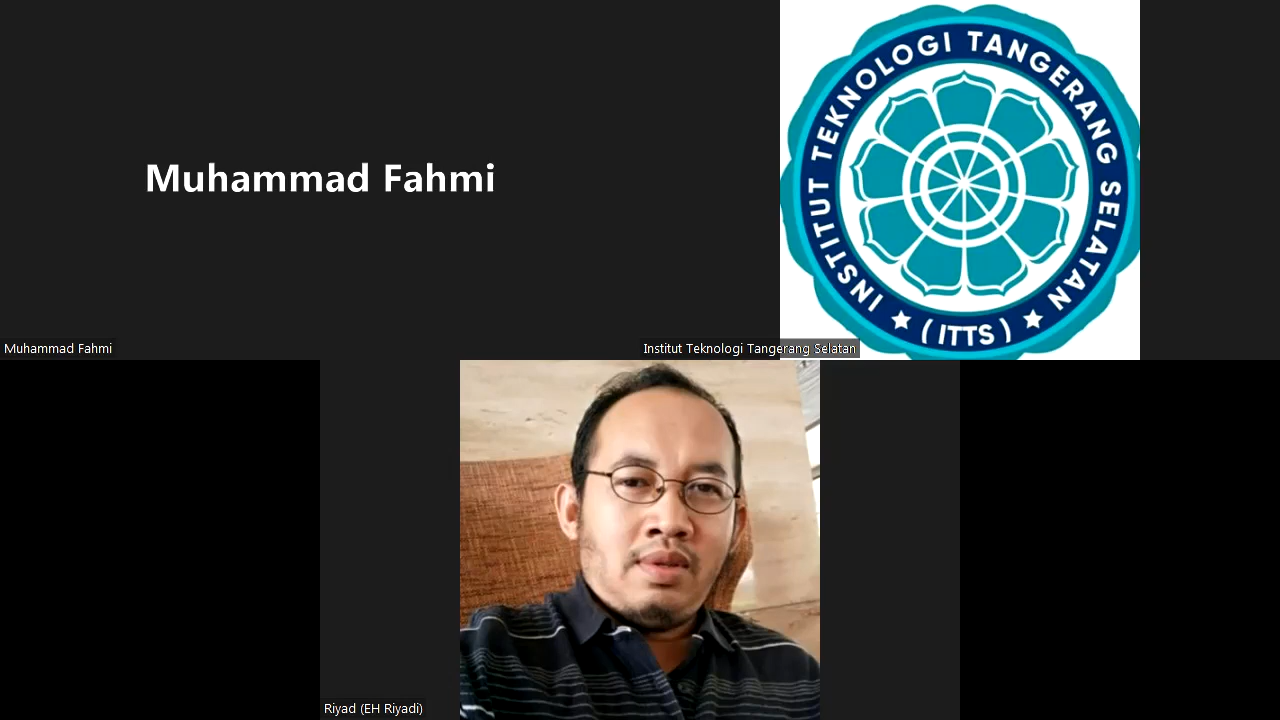 Muhammad Fahmi
Muhammad Fahmi
INSTITUT TEKNOLOGI TANGERANG SELATAN
( ITTS )
Institut Teknologi Tangerang Selatan
Riyad (EH Riyadi)